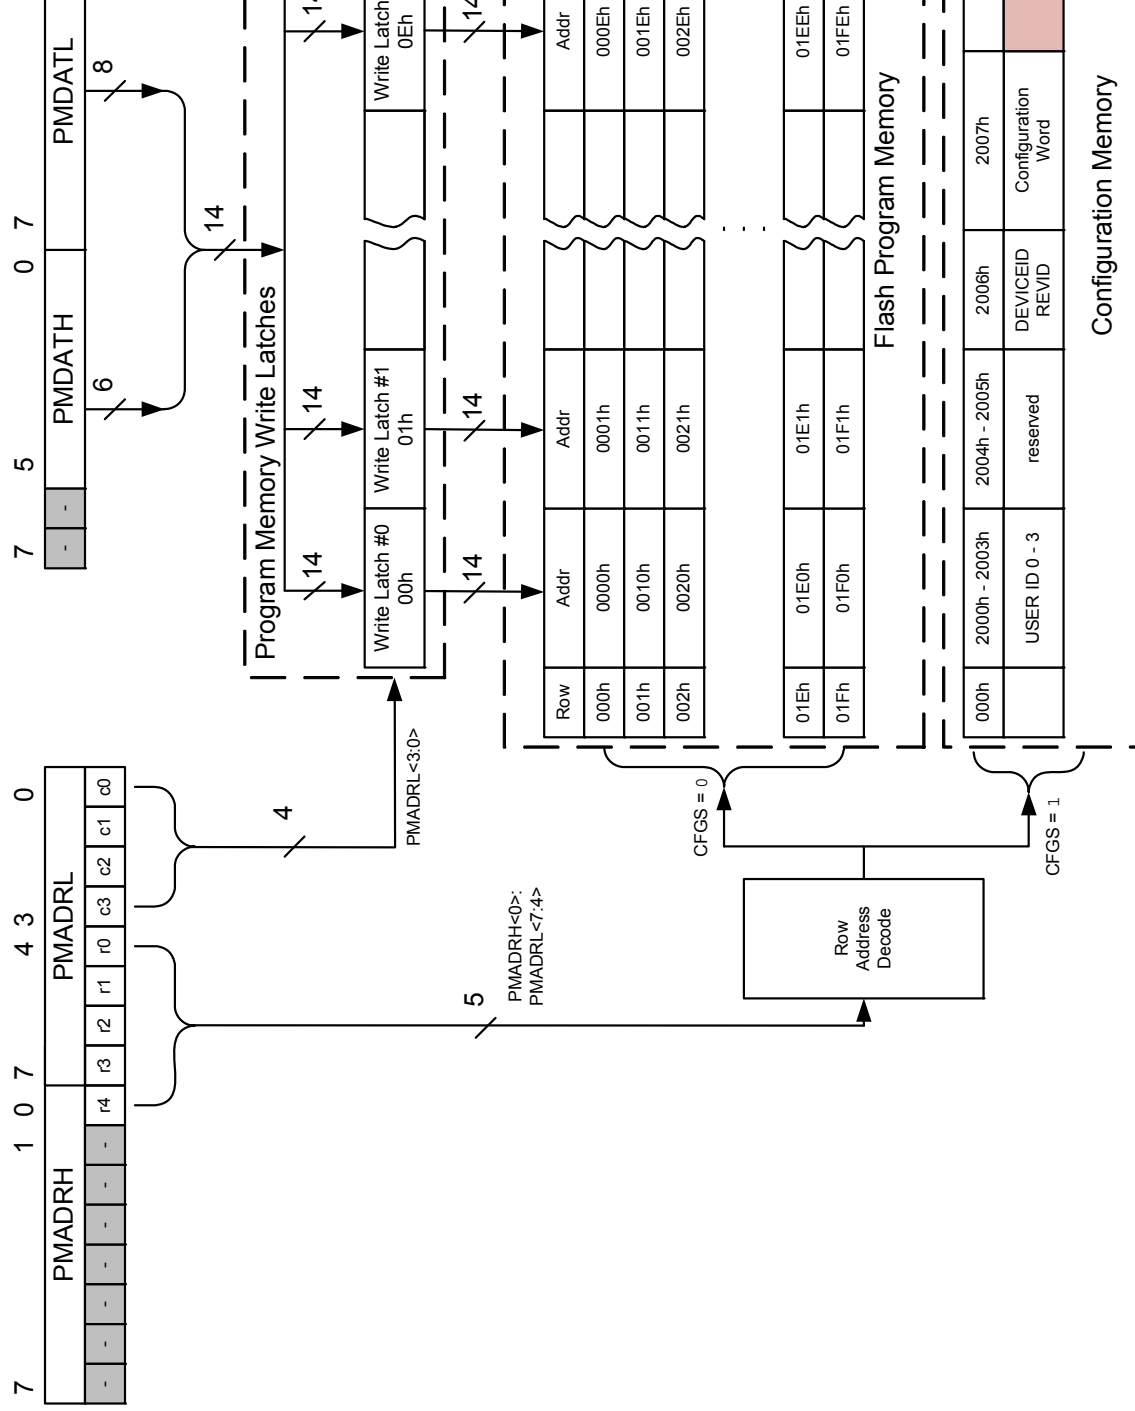 7 1 0 7 4 3 0 7 5 0 7
PMADRH PMADRL - - PMDATH PMDATL
- - - - - - - r4 r3 r2 r1 r0 c3 c2 c1 c0
6 8
14
Program Memory Write Latches
4
14 14
Write Latch #0 Write Latch #1 Write Latch
00h 01h 0Eh
PMADRL<3:0>
5
14 14 14
PMADRH<0>:
PMADRL<7:4>
Row Addr Addr Addr
000h 0000h 0001h 000Eh
001h 0010h 0011h 001Eh
002h 0020h 0021h 002Eh
CFGS = 0
. . . .
01Eh 01E0h 01E1h 01EEh
01Fh 01F0h 01F1h 01FEh
Row
Address
Decode
Flash Program Memory
000h 2000h - 2003h 2004h - 2005h 2006h 2007h
USER ID 0 - 3 reserved DEVICEID Configuration
REVID Word
CFGS = 1
Configuration Memory